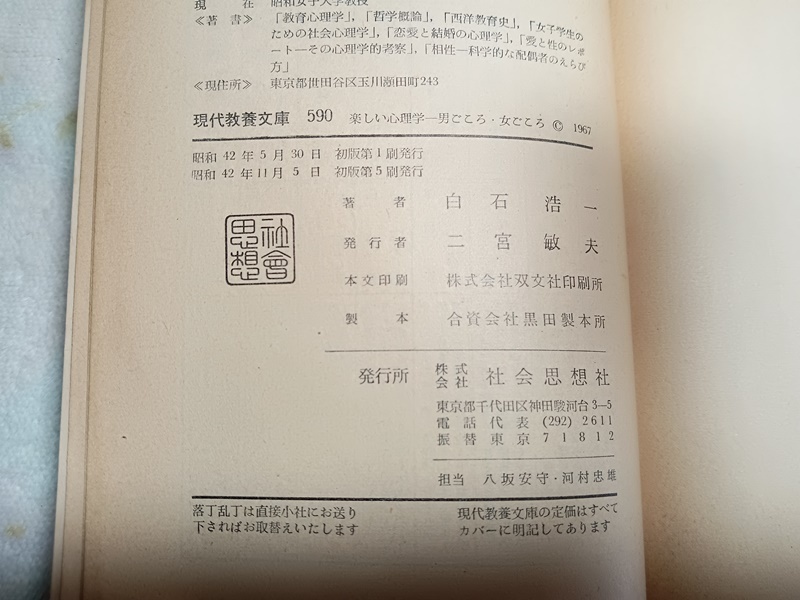 現 在 昭和女子大学教授
≪著 書≫ 「教育心理学」,「哲学概論」,「西洋教育史」,「女子学生の
ための社会心理学」,「恋愛と結婚の心理学」,「愛と性のレポ
ート—その心理学的考察」,「相性—科学的な配偶者のえらび
方」
≪現住所≫ 東京都世田谷区玉川瀬田町243
現代教養文庫 590 楽しい心理学—男ごころ・女ごころ © 1967
昭和 42 年 5 月 30 日 初版第1刷発行
昭和 42 年 11 月 5 日 初版第5刷発行
著 者 白 石 浩 一
発 行 者 二 宮 敏 夫
本文印刷 株式会社双文社印刷所
製 本 合資会社黒田製本所
社會
思想
発行所 株式会社 社会思想社
東京都千代田区神田駿河台3-5
電話代表 (292) 2611
振替東京 71812
担当 八坂安守・河村忠雄
落丁乱丁は直接小社にお送り
下さればお取替えいたします
現代教養文庫の定価はすべて
カバーに明記してあります